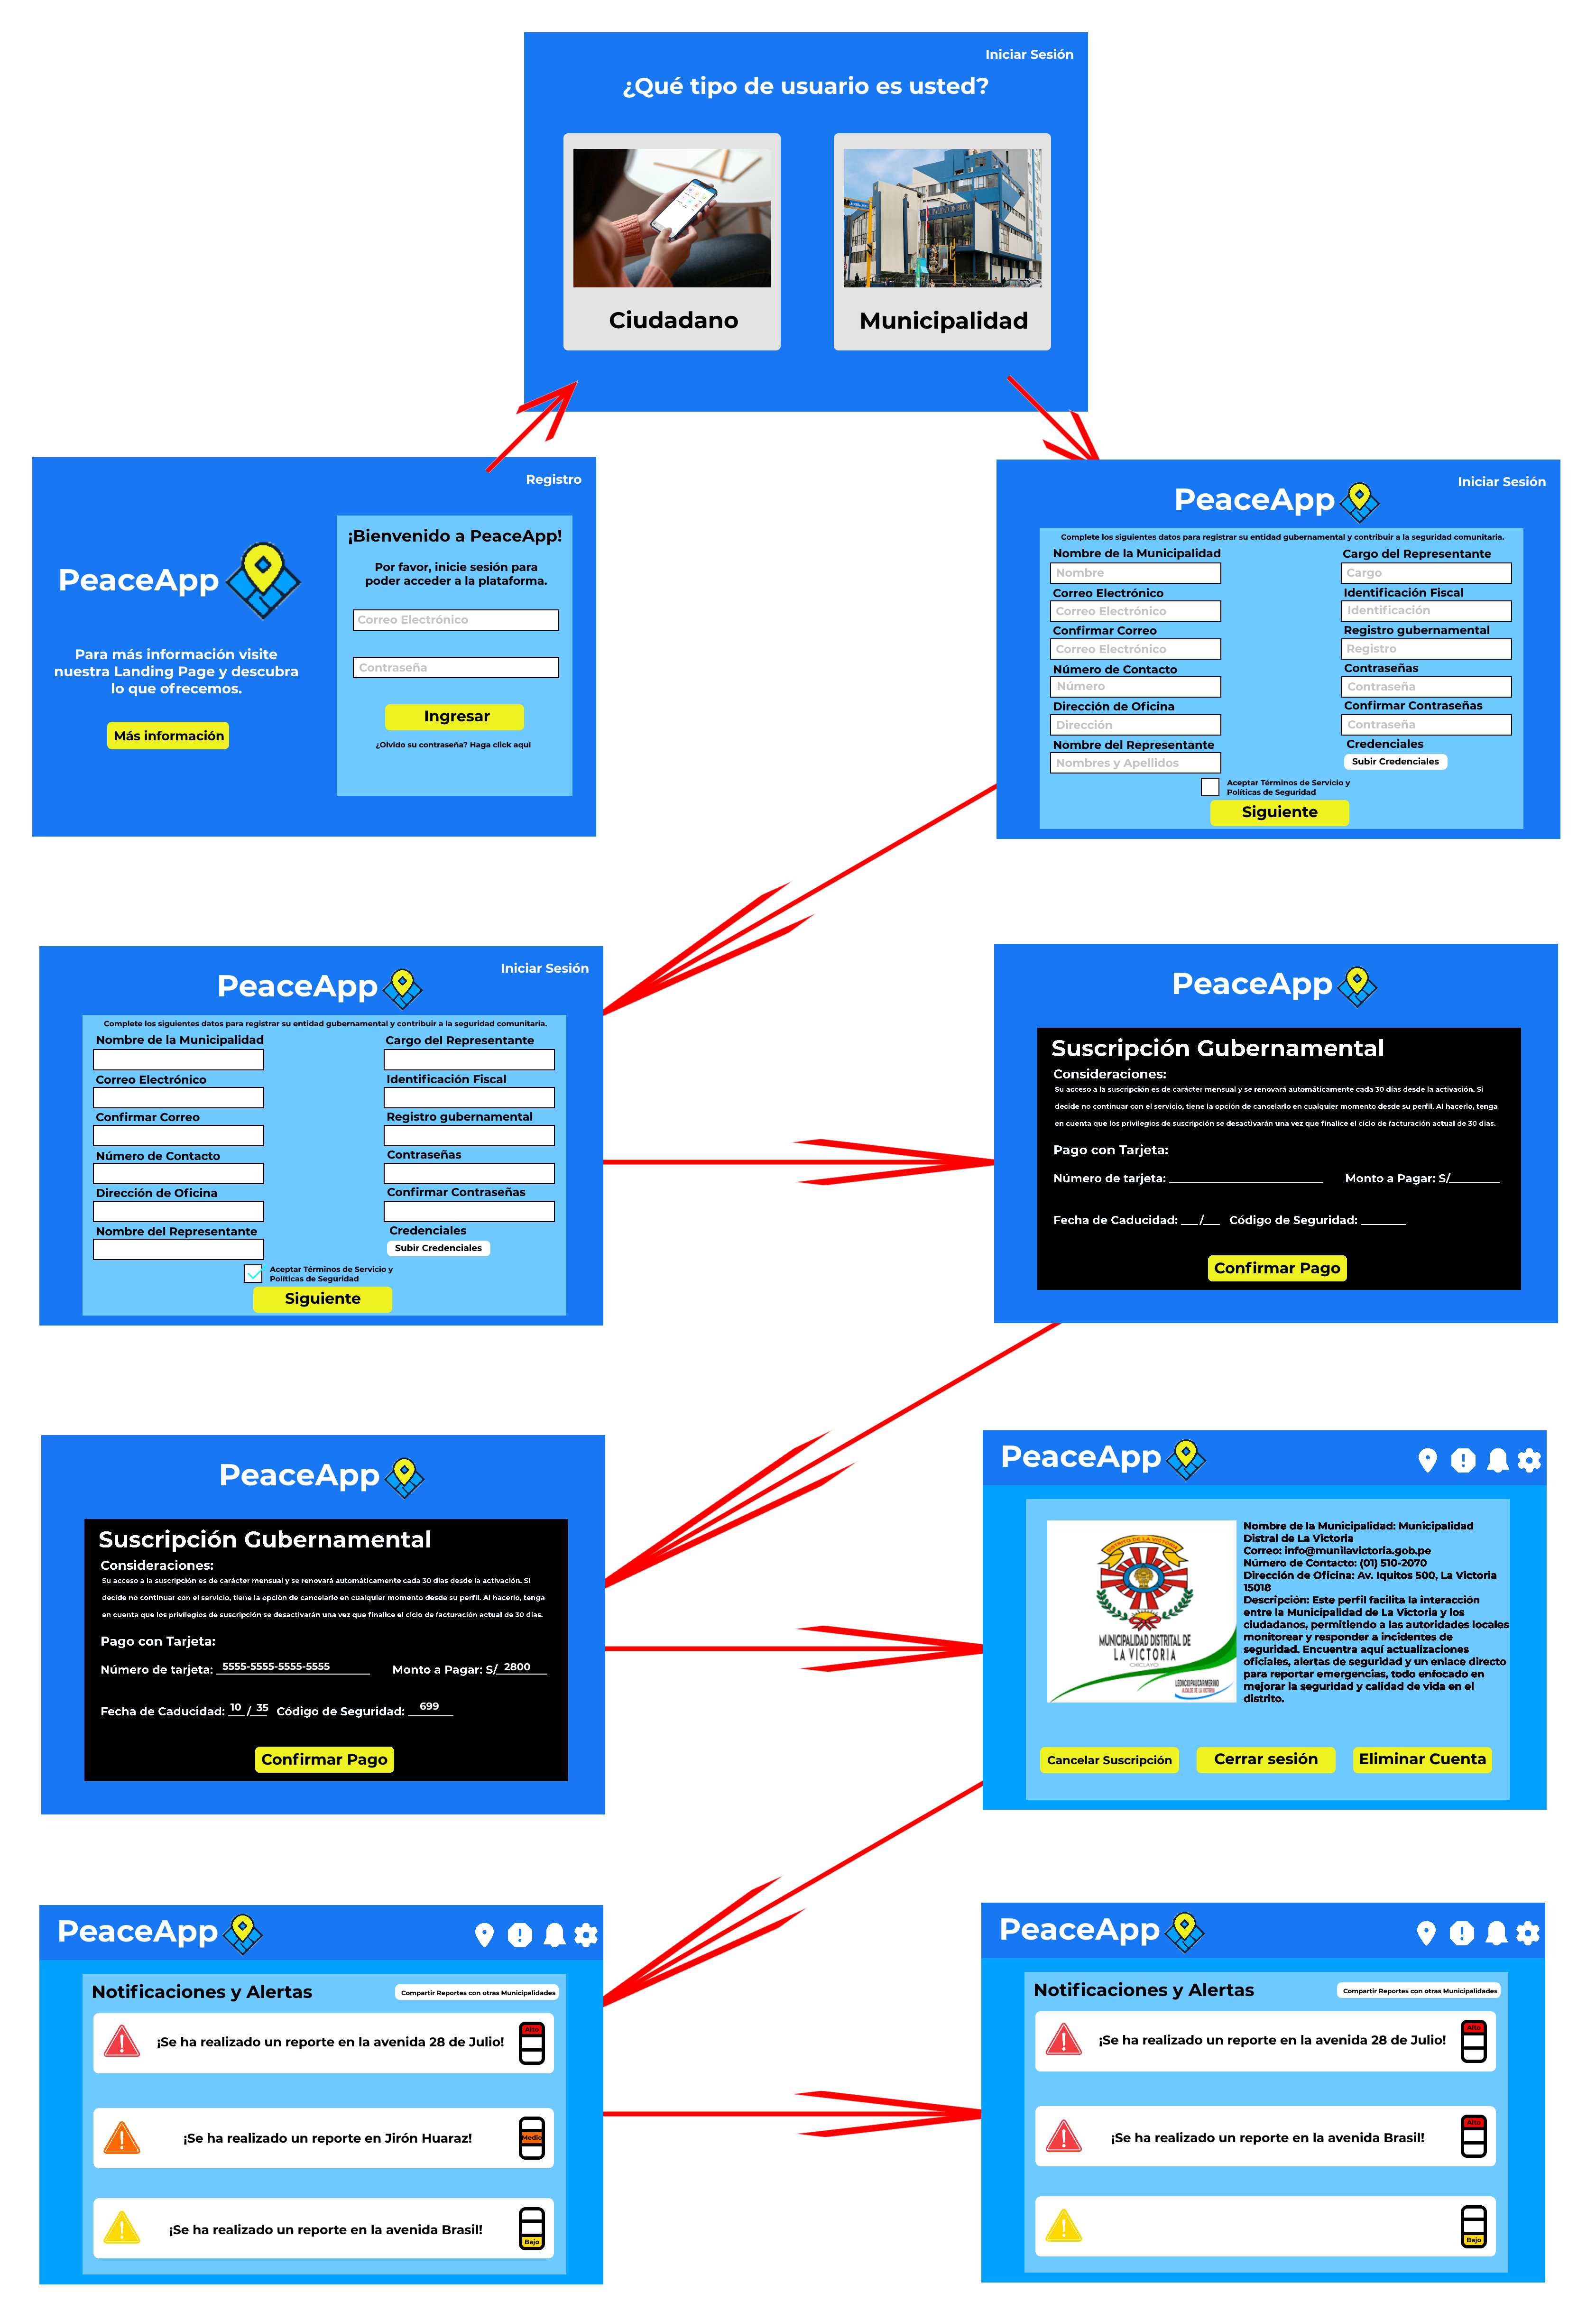 Iniciar Sesión
¿Qué tipo de usuario es usted?
Ciudadano
Municipalidad
Registro
PeaceApp
Para más información visite
nuestra Landing Page y descubra
lo que ofrecemos.
Más información
¡Bienvenido a PeaceApp!
Por favor, inicie sesión para
poder acceder a la plataforma.
Correo Electrónico
Contraseña
Ingresar
¿Olvido su contraseña? Haga click aquí
Iniciar Sesión
PeaceApp
Complete los siguientes datos para registrar su entidad gubernamental y contribuir a la seguridad comunitaria.
Nombre de la Municipalidad
Nombre
Correo Electrónico
Correo Electrónico
Confirmar Correo
Correo Electrónico
Número de Contacto
Número
Dirección de Oficina
Dirección
Nombre del Representante
Nombres y Apellidos
Cargo del Representante
Cargo
Identificación Fiscal
Identificación
Registro gubernamental
Registro
Contraseñas
Contraseña
Confirmar Contraseñas
Contraseña
Credenciales
Subir Credenciales
Aceptar Términos de Servicio y
Políticas de Seguridad
Siguiente
Iniciar Sesión
PeaceApp
Complete los siguientes datos para registrar su entidad gubernamental y contribuir a la seguridad comunitaria.
Nombre de la Municipalidad
Correo Electrónico
Confirmar Correo
Número de Contacto
Dirección de Oficina
Nombre del Representante
Cargo del Representante
Identificación Fiscal
Registro gubernamental
Contraseñas
Confirmar Contraseñas
Credenciales
Subir Credenciales
Aceptar Términos de Servicio y
Políticas de Seguridad
Siguiente
PeaceApp
Suscripción Gubernamental
Consideraciones:
Su acceso a la suscripción es de carácter mensual y se renovará automáticamente cada 30 días desde la activación. Si
decide no continuar con el servicio, tiene la opción de cancelarlo en cualquier momento desde su perfil. Al hacerlo, tenga
en cuenta que los privilegios de suscripción se desactivarán una vez que finalice el ciclo de facturación actual de 30 días.
Pago con Tarjeta:
Número de tarjeta: ____ Monto a Pagar: S/____
Fecha de Caducidad: ___/___ Código de Seguridad: ____
Confirmar Pago
PeaceApp
Suscripción Gubernamental
Consideraciones:
Su acceso a la suscripción es de carácter mensual y se renovará automáticamente cada 30 días desde la activación. Si
decide no continuar con el servicio, tiene la opción de cancelarlo en cualquier momento desde su perfil. Al hacerlo, tenga
en cuenta que los privilegios de suscripción se desactivarán una vez que finalice el ciclo de facturación actual de 30 días.
Pago con Tarjeta:
Número de tarjeta: 5555-5555-5555-5555 Monto a Pagar: S/ 2800
Fecha de Caducidad: 10 / 35 Código de Seguridad: 699
Confirmar Pago
PeaceApp
DISTRITO DE LA VICTORIA
MUNICIPALIDAD DISTRITAL DE
LA VICTORIA
CHICLAYO
ALCALDE DE LA VICTORIA
Nombre de la Municipalidad: Municipalidad
Distral de La Victoria
Correo: info@munilavictoria.gob.pe
Número de Contacto: (01) 510-2070
Dirección de Oficina: Av. Iquitos 500, La Victoria
15018
Descripción: Este perfil facilita la interacción
entre la Municipalidad de La Victoria y los
ciudadanos, permitiendo a las autoridades locales
monitorear y responder a incidentes de
seguridad. Encuentra aquí actualizaciones
oficiales, alertas de seguridad y un enlace directo
para reportar emergencias, todo enfocado en
mejorar la seguridad y calidad de vida en el
distrito.
Cancelar Suscripción
Cerrar sesión
Eliminar Cuenta
PeaceApp
Notificaciones y Alertas
Compartir Reportes con otras Municipalidades
¡Se ha realizado un reporte en la avenida 28 de Julio!
Alto
¡Se ha realizado un reporte en Jirón Huaraz!
Medio
¡Se ha realizado un reporte en la avenida Brasil!
Bajo
PeaceApp
Notificaciones y Alertas
Compartir Reportes con otras Municipalidades
¡Se ha realizado un reporte en la avenida 28 de Julio!
Alto
¡Se ha realizado un reporte en la avenida Brasil!
Alto
Bajo